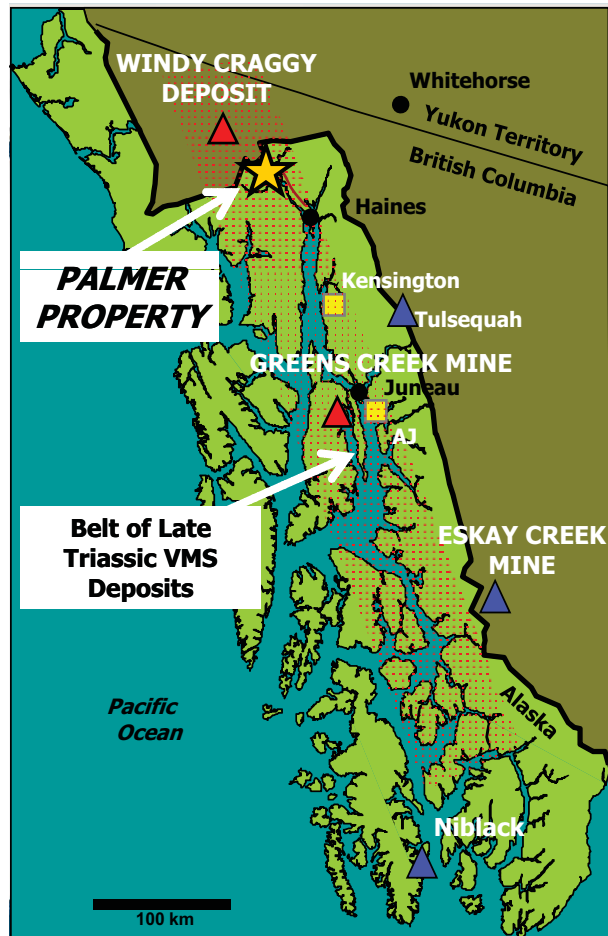 WINDY CRAGGY
DEPOSIT
Whitehorse
Yukon Territory
British Columbia
Haines
PALMER
PROPERTY
Kensington
Tulsequah
GREENS CREEK MINE
Juneau
AJ
Belt of Late
Triassic VMS
Deposits
ESKAY CREEK
MINE
Pacific
Ocean
Alaska
Niblack
100 km